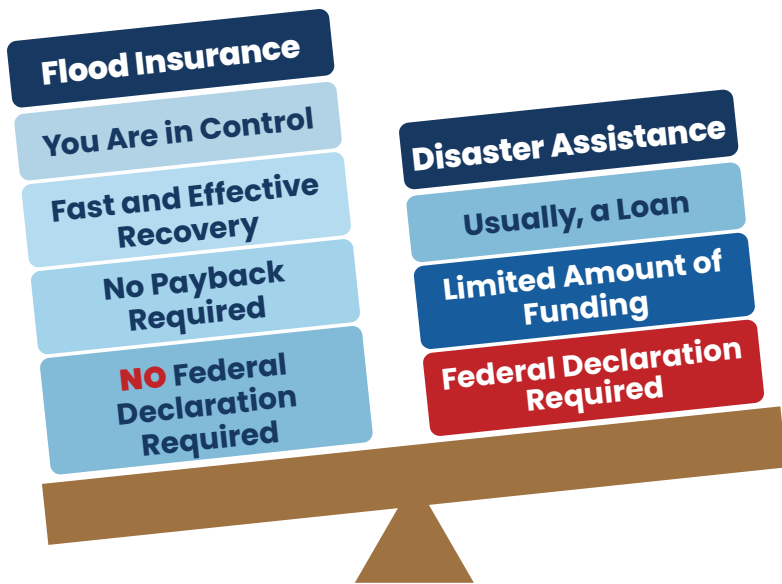 Flood Insurance
You Are in Control
Fast and Effective
Recovery
No Payback
Required
NO Federal
Declaration
Required
Disaster Assistance
Usually, a Loan
Limited Amount of
Funding
Federal Declaration
Required